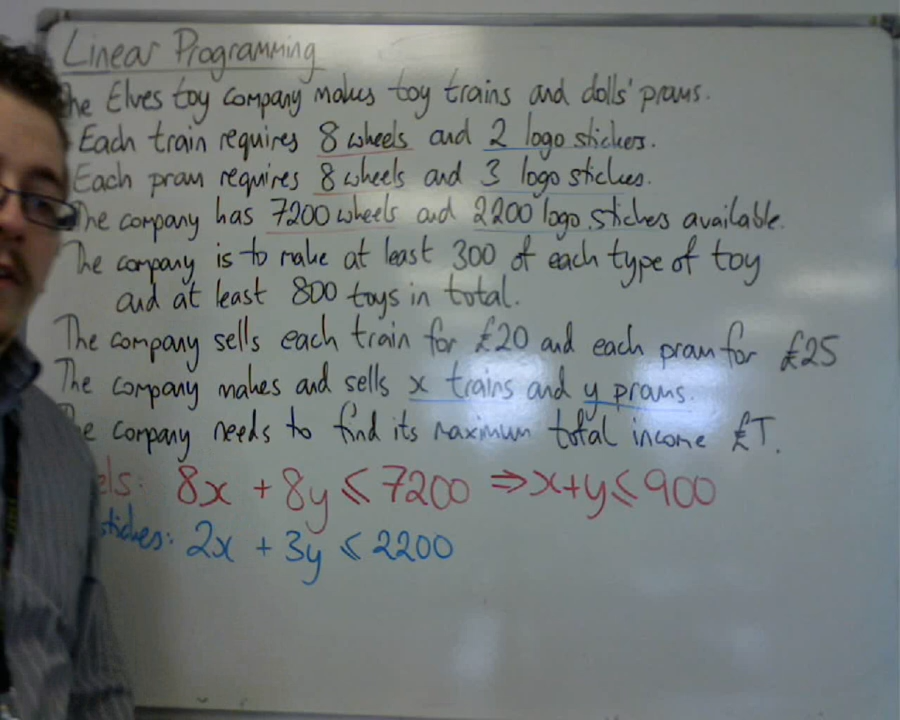 Linear Programming
he Elves toy company makes toy trains and dolls' prams.
Each train requires 8 wheels and 2 logo stickers.
Each pram requires 8 wheels and 3 logo stickers.
The company has 7200 wheels and 2200 logo stickers available.
The company is to make at least 300 of each type of toy
and at least 800 toys in total.
The company sells each train for £20 and each pram for £25
The company makes and sells x trains and y prams.
e company needs to find its maximum total income £T.
els: 8x + 8y ⩽ 7200 ⇒ x+y ⩽ 900
stickers: 2x + 3y ⩽ 2200